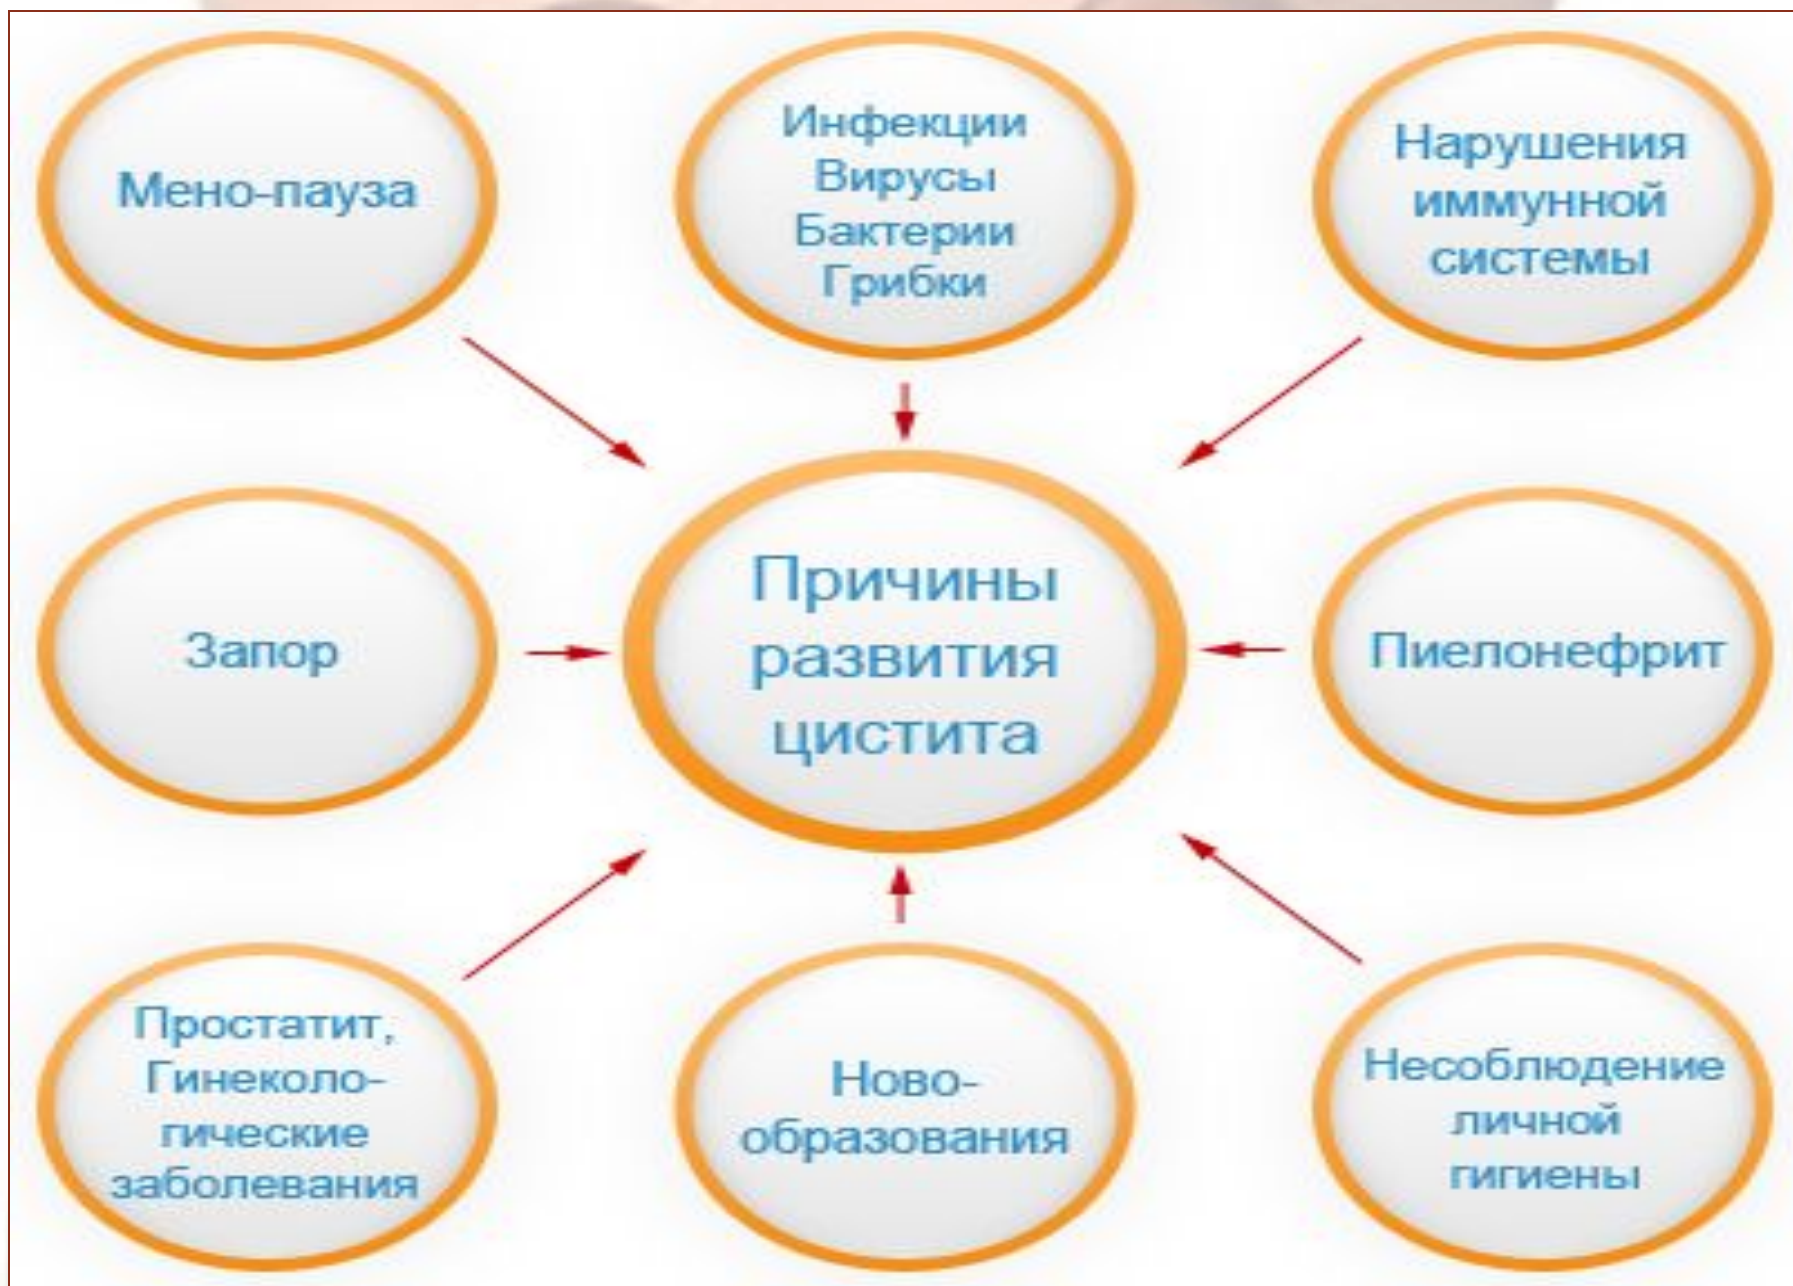 Мено-пауза
Инфекции
Вирусы
Бактерии
Грибки
Нарушения
иммунной
системы
Запор
Причины
развития
цистита
Пиелонефрит
Простатит,
Гинеколо-
гические
заболевания
Ново-
образования
Несоблюдение
личной
гигиены